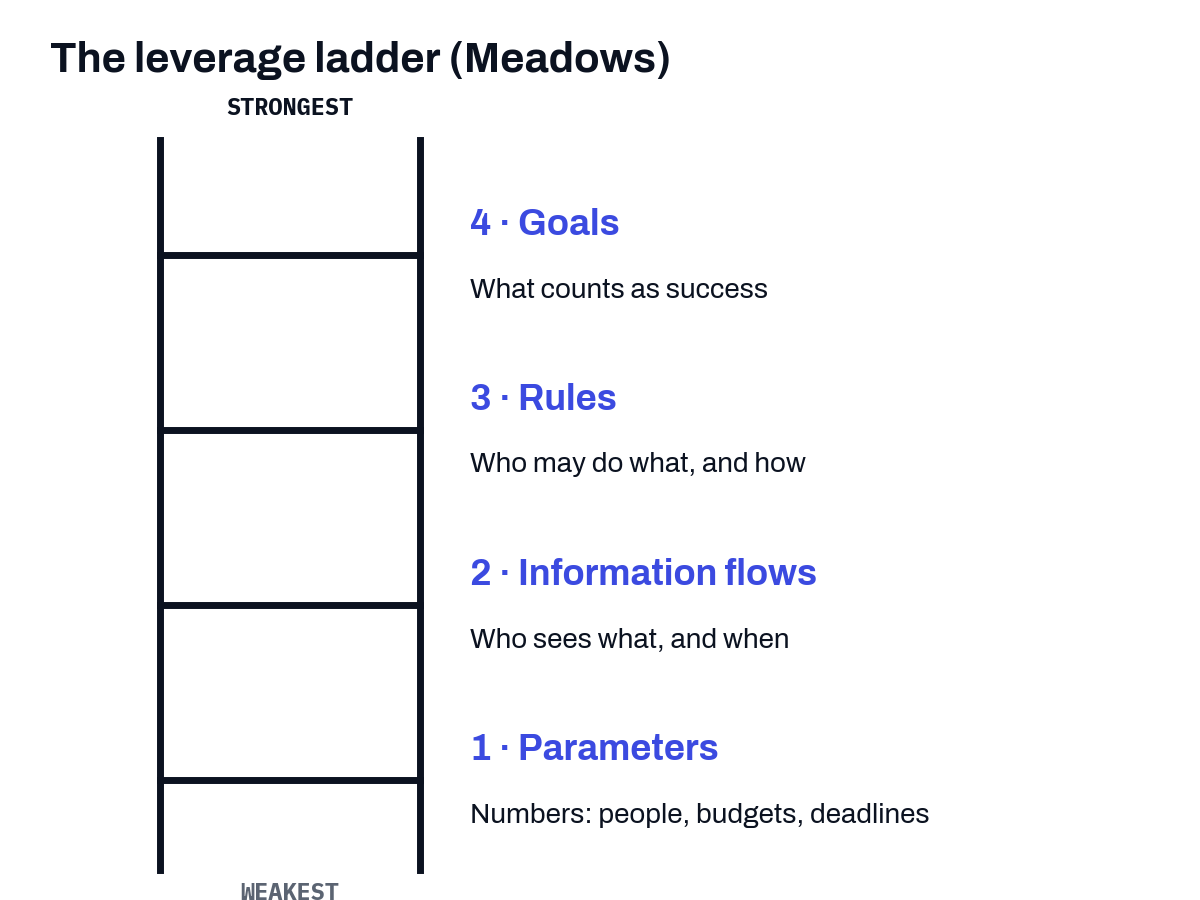 The leverage ladder (Meadows)
STRONGEST
4 · Goals
What counts as success
3 · Rules
Who may do what, and how
2 · Information flows
Who sees what, and when
1 · Parameters
Numbers: people, budgets, deadlines
WEAKEST